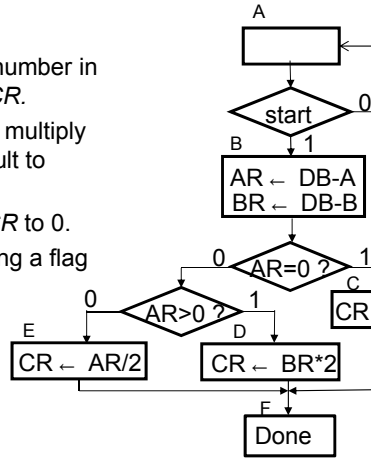 number in
CR.
multiply
ult to
R to 0.
ng a flag
A
start
0
1
B
AR ← DB-A
BR ← DB-B
0
AR=0 ?
1
C
CR
0
AR>0 ?
1
E
CR ← AR/2
D
CR ← BR*2
F
Done